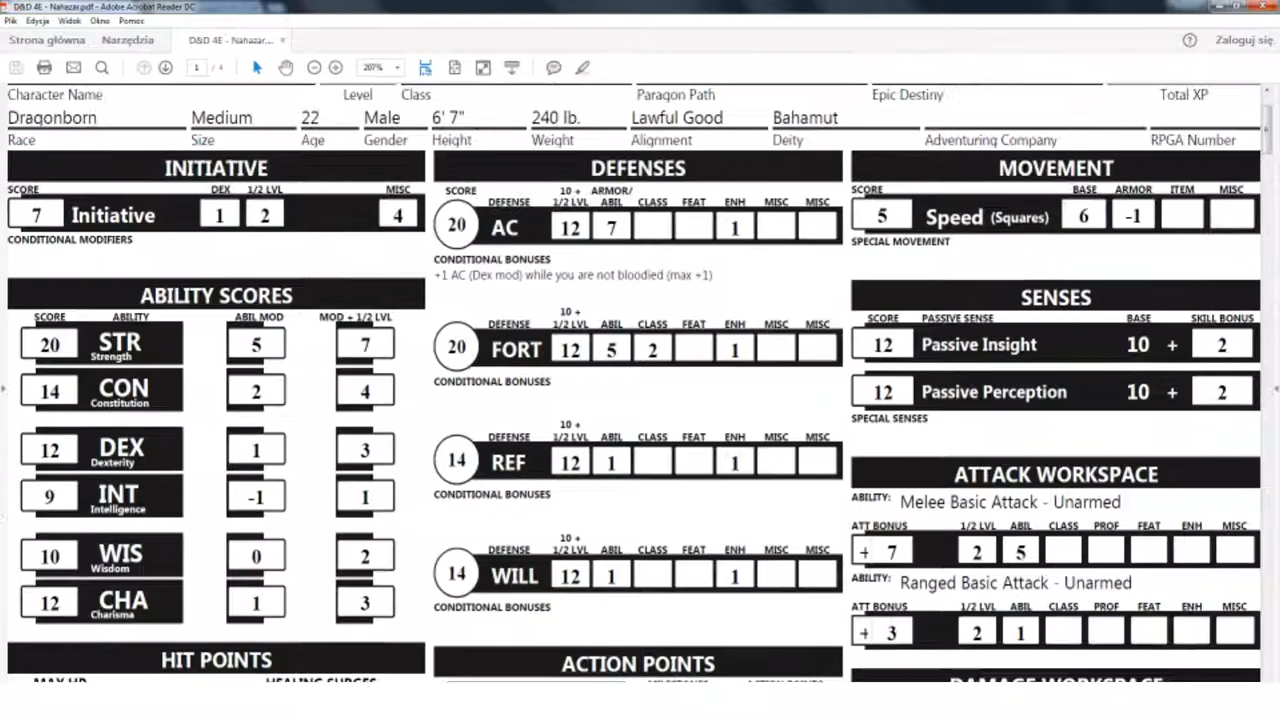 D&D 4E - Nahazar.pdf - Adobe Acrobat Reader DC
Plik Edycja Widok Okno Pomoc
Strona główna Narzędzia D&D 4E - Nahazar... × Zaloguj się
1 / 4 207%
Character Name Level Class Paragon Path Epic Destiny Total XP
Dragonborn Medium 22 Male 6' 7" 240 lb. Lawful Good Bahamut
Race Size Age Gender Height Weight Alignment Deity Adventuring Company RPGA Number
INITIATIVE
SCORE DEX 1/2 LVL MISC
7 Initiative 1 2 4
CONDITIONAL MODIFIERS
ABILITY SCORES
SCORE ABILITY ABIL MOD MOD + 1/2 LVL
20 STR 5 7
Strength
14 CON 2 4
Constitution
12 DEX 1 3
Dexterity
9 INT -1 1
Intelligence
10 WIS 0 2
Wisdom
12 CHA 1 3
Charisma
HIT POINTS
MAX HP HEALING SURGES
DEFENSES
SCORE 10 + ARMOR/
DEFENSE 1/2 LVL ABIL CLASS FEAT ENH MISC MISC
20 AC 12 7 1
CONDITIONAL BONUSES
+1 AC (Dex mod) while you are not bloodied (max +1)
10 +
DEFENSE 1/2 LVL ABIL CLASS FEAT ENH MISC MISC
20 FORT 12 5 2 1
CONDITIONAL BONUSES
10 +
DEFENSE 1/2 LVL ABIL CLASS FEAT ENH MISC MISC
14 REF 12 1 1
CONDITIONAL BONUSES
10 +
DEFENSE 1/2 LVL ABIL CLASS FEAT ENH MISC MISC
14 WILL 12 1 1
CONDITIONAL BONUSES
ACTION POINTS
MILESTONES ACTION POINTS
MOVEMENT
SCORE BASE ARMOR ITEM MISC
5 Speed (Squares) 6 -1
SPECIAL MOVEMENT
SENSES
SCORE PASSIVE SENSE BASE SKILL BONUS
12 Passive Insight 10 + 2
12 Passive Perception 10 + 2
SPECIAL SENSES
ATTACK WORKSPACE
ABILITY: Melee Basic Attack - Unarmed
ATT BONUS 1/2 LVL ABIL CLASS PROF FEAT ENH MISC
+ 7 2 5
ABILITY: Ranged Basic Attack - Unarmed
ATT BONUS 1/2 LVL ABIL CLASS PROF FEAT ENH MISC
+ 3 2 1
DAMAGE WORKSPACE